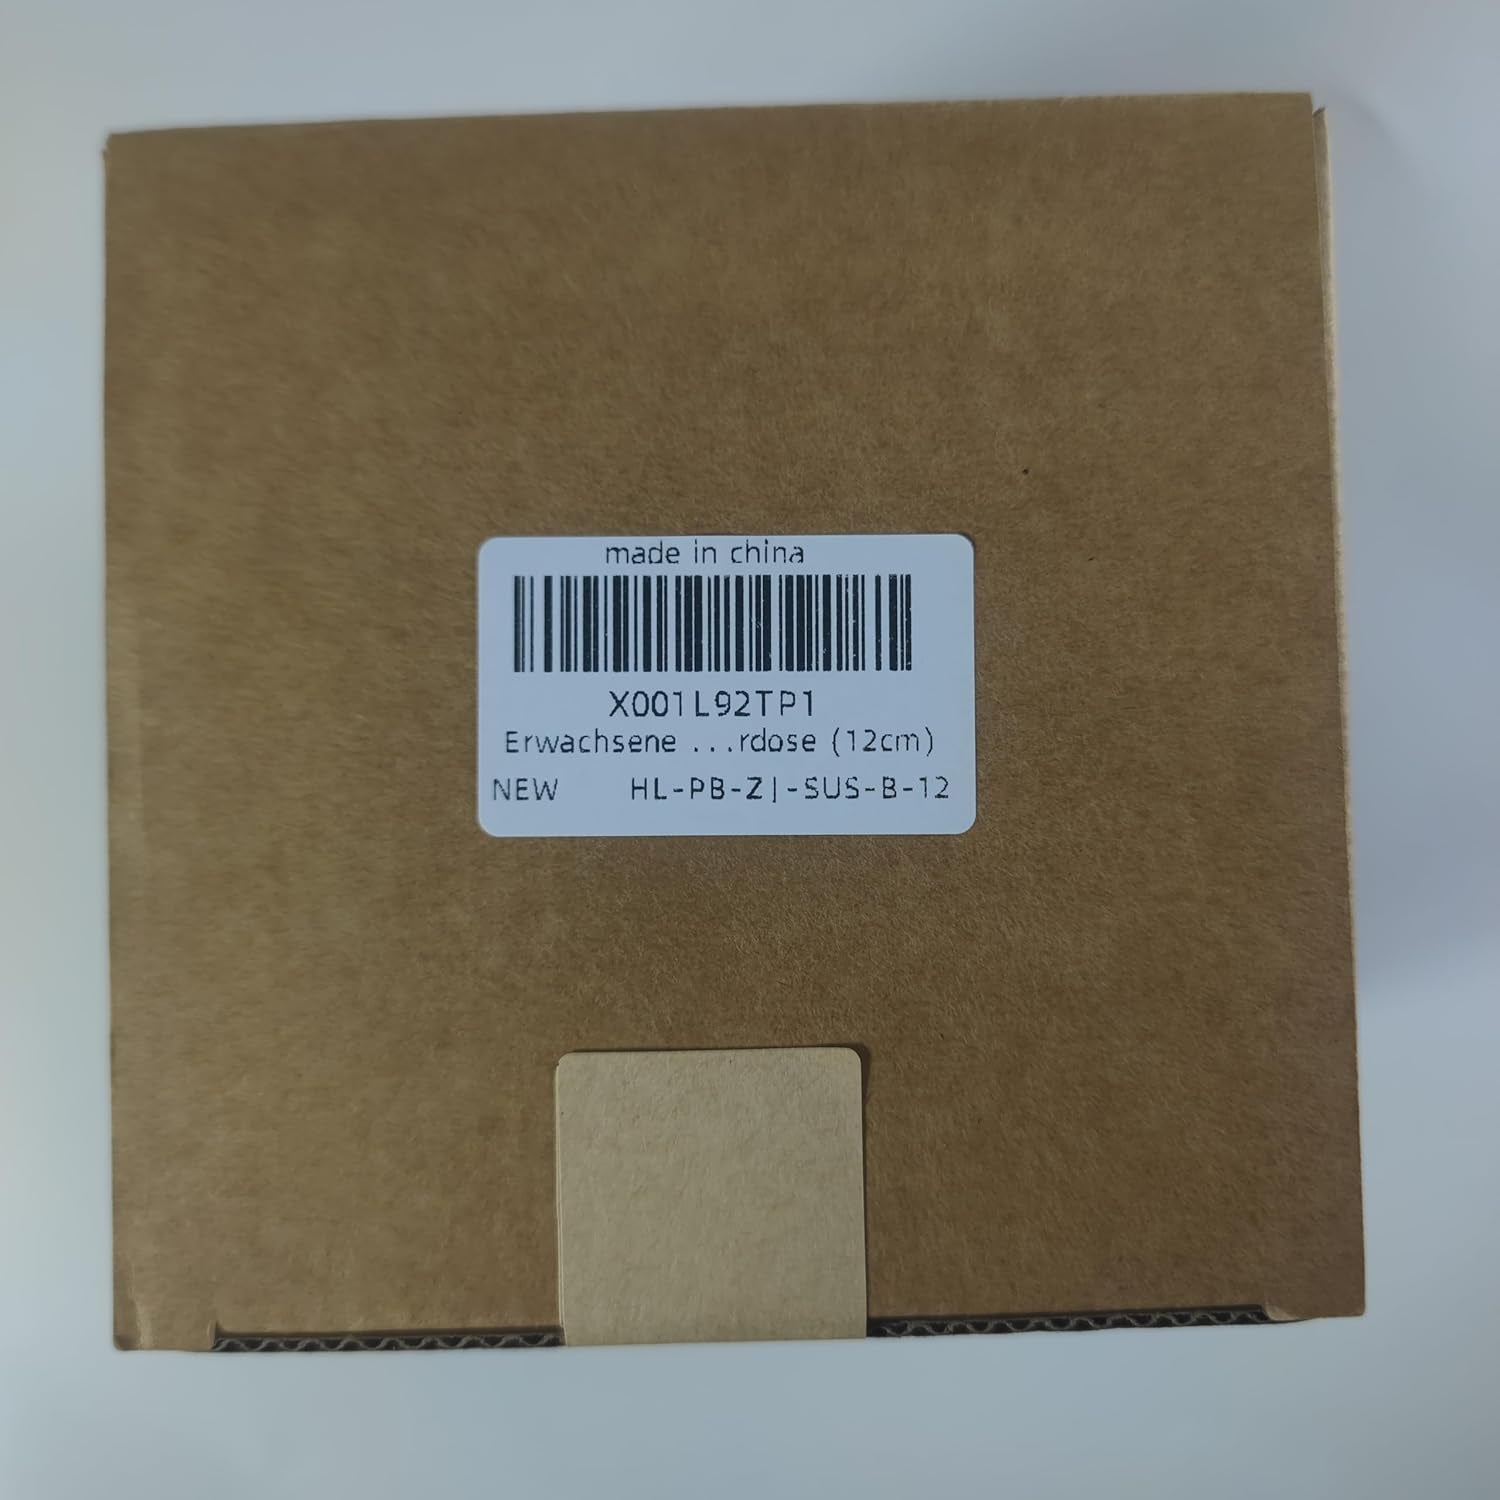 made in china
X001L92TP1
Erwachsene ...rdose (12cm)
NEW HL-PB-ZJ-SUS-B-12